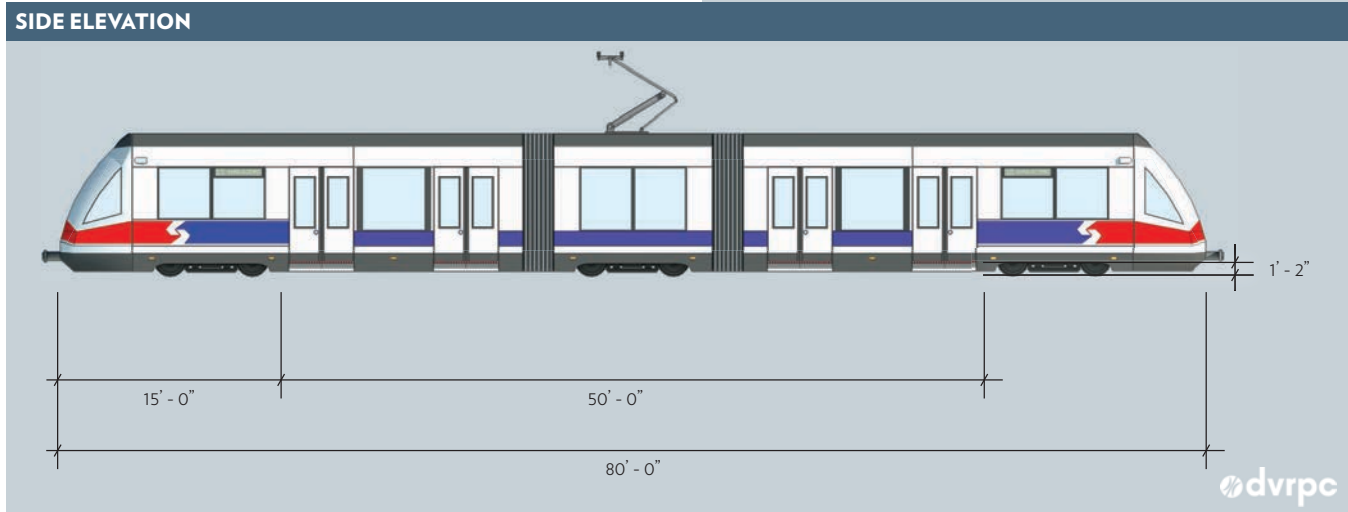 SIDE ELEVATION
1’ - 2”
15’ - 0”
50’ - 0”
80’ - 0”
dvrpc